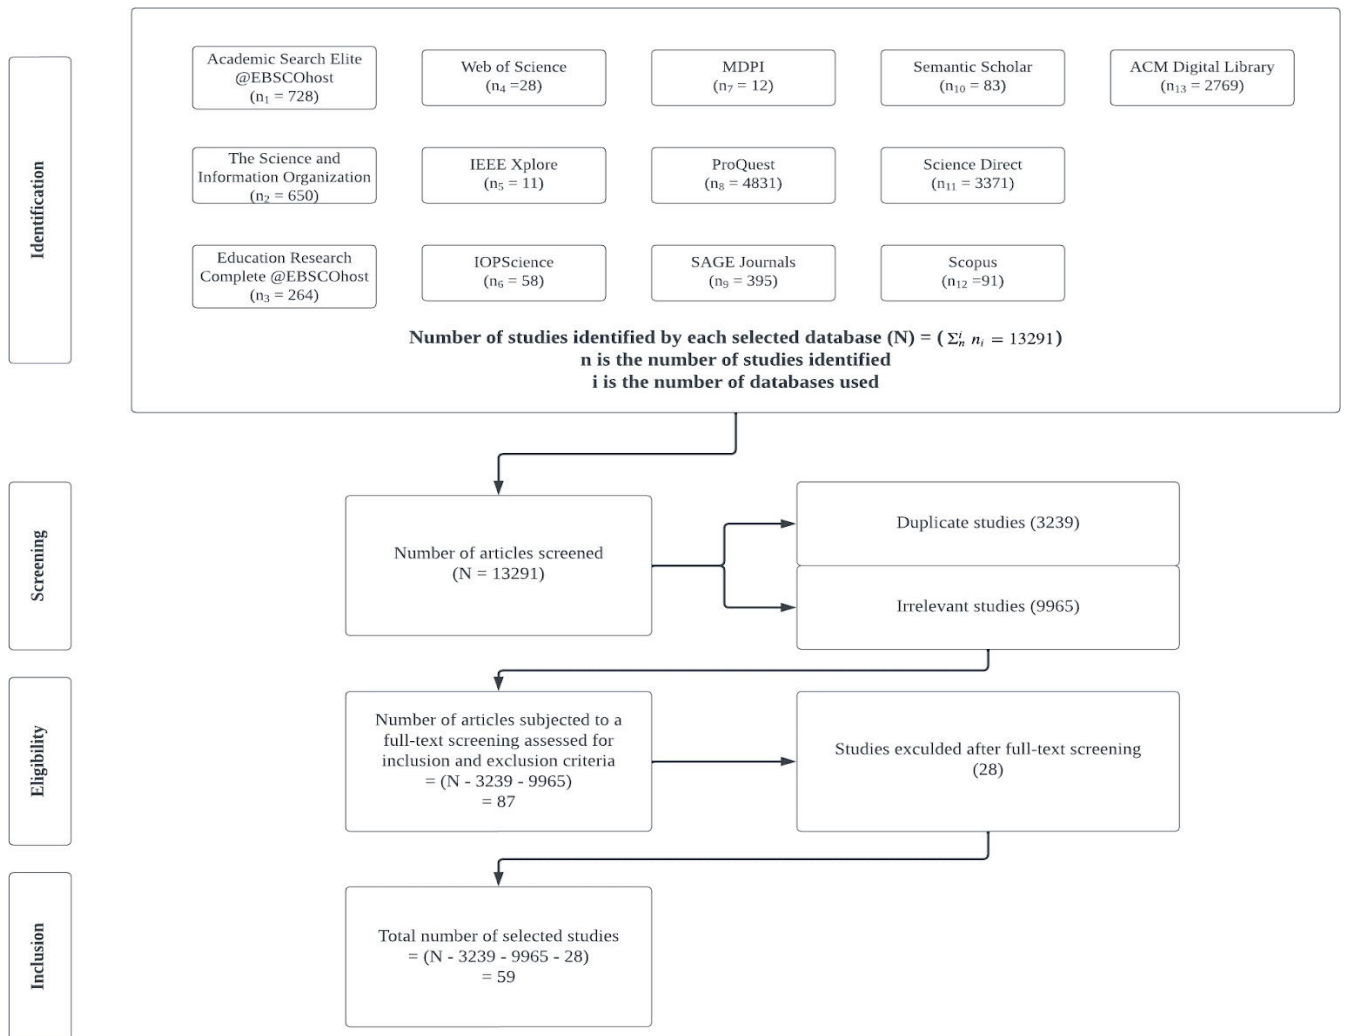 Identification
Academic Search Elite
@EBSCOhost
(n₁ = 728)
Web of Science
(n₄ =28)
MDPI
(n₇ = 12)
Semantic Scholar
(n₁₀ = 83)
ACM Digital Library
(n₁₃ = 2769)
The Science and
Information Organization
(n₂ = 650)
IEEE Xplore
(n₅ = 11)
ProQuest
(n₈ = 4831)
Science Direct
(n₁₁ = 3371)
Education Research
Complete @EBSCOhost
(n₃ = 264)
IOPScience
(n₆ = 58)
SAGE Journals
(n₉ = 395)
Scopus
(n₁₂ =91)
Number of studies identified by each selected database (N) = ( Σₙⁱ nᵢ = 13291)
n is the number of studies identified
i is the number of databases used
Screening
Number of articles screened
(N = 13291)
Duplicate studies (3239)
Irrelevant studies (9965)
Eligibility
Number of articles subjected to a
full-text screening assessed for
inclusion and exclusion criteria
= (N - 3239 - 9965)
= 87
Studies exculded after full-text screening
(28)
Inclusion
Total number of selected studies
= (N - 3239 - 9965 - 28)
= 59